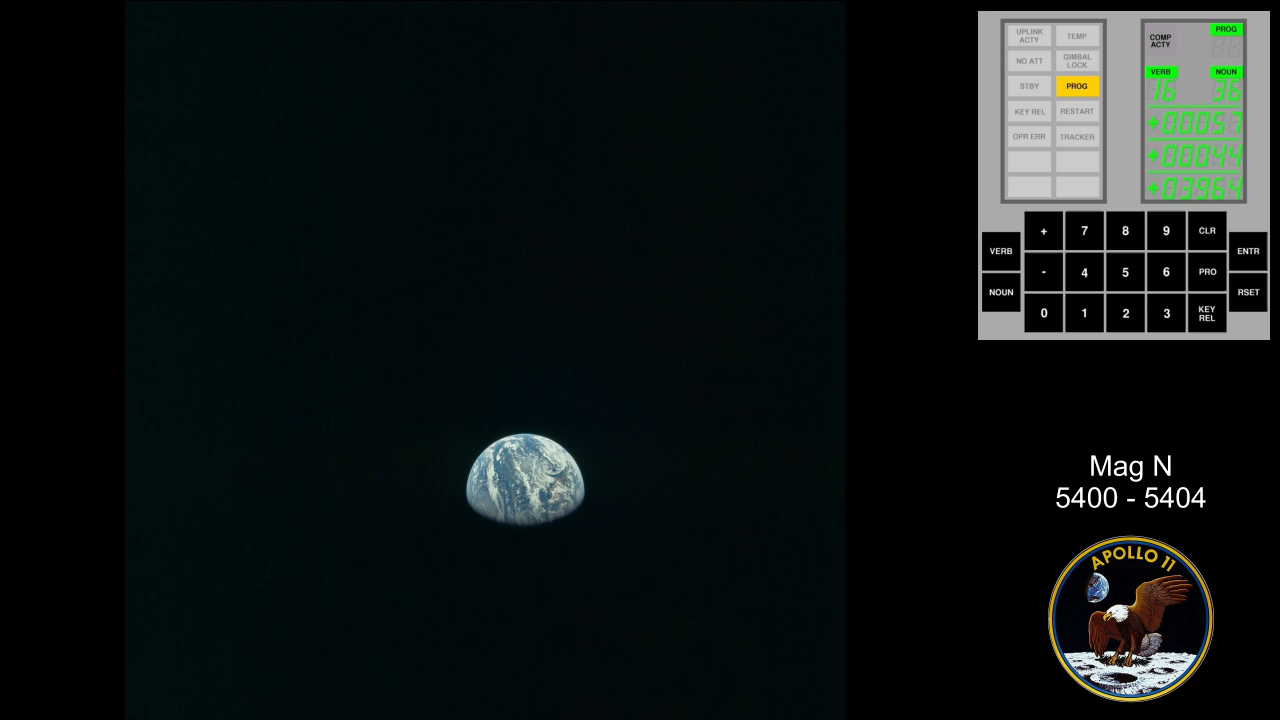 UPLINK
ACTY
TEMP
NO ATT
GIMBAL
LOCK
STBY
PROG
KEY REL
RESTART
OPR ERR
TRACKER
COMP
ACTY
PROG
VERB
NOUN
16
36
+00057
+00044
+03964
VERB
NOUN
+
7
8
9
CLR
-
4
5
6
PRO
0
1
2
3
KEY
REL
ENTR
RSET
Mag N
5400 - 5404
APOLLO 11